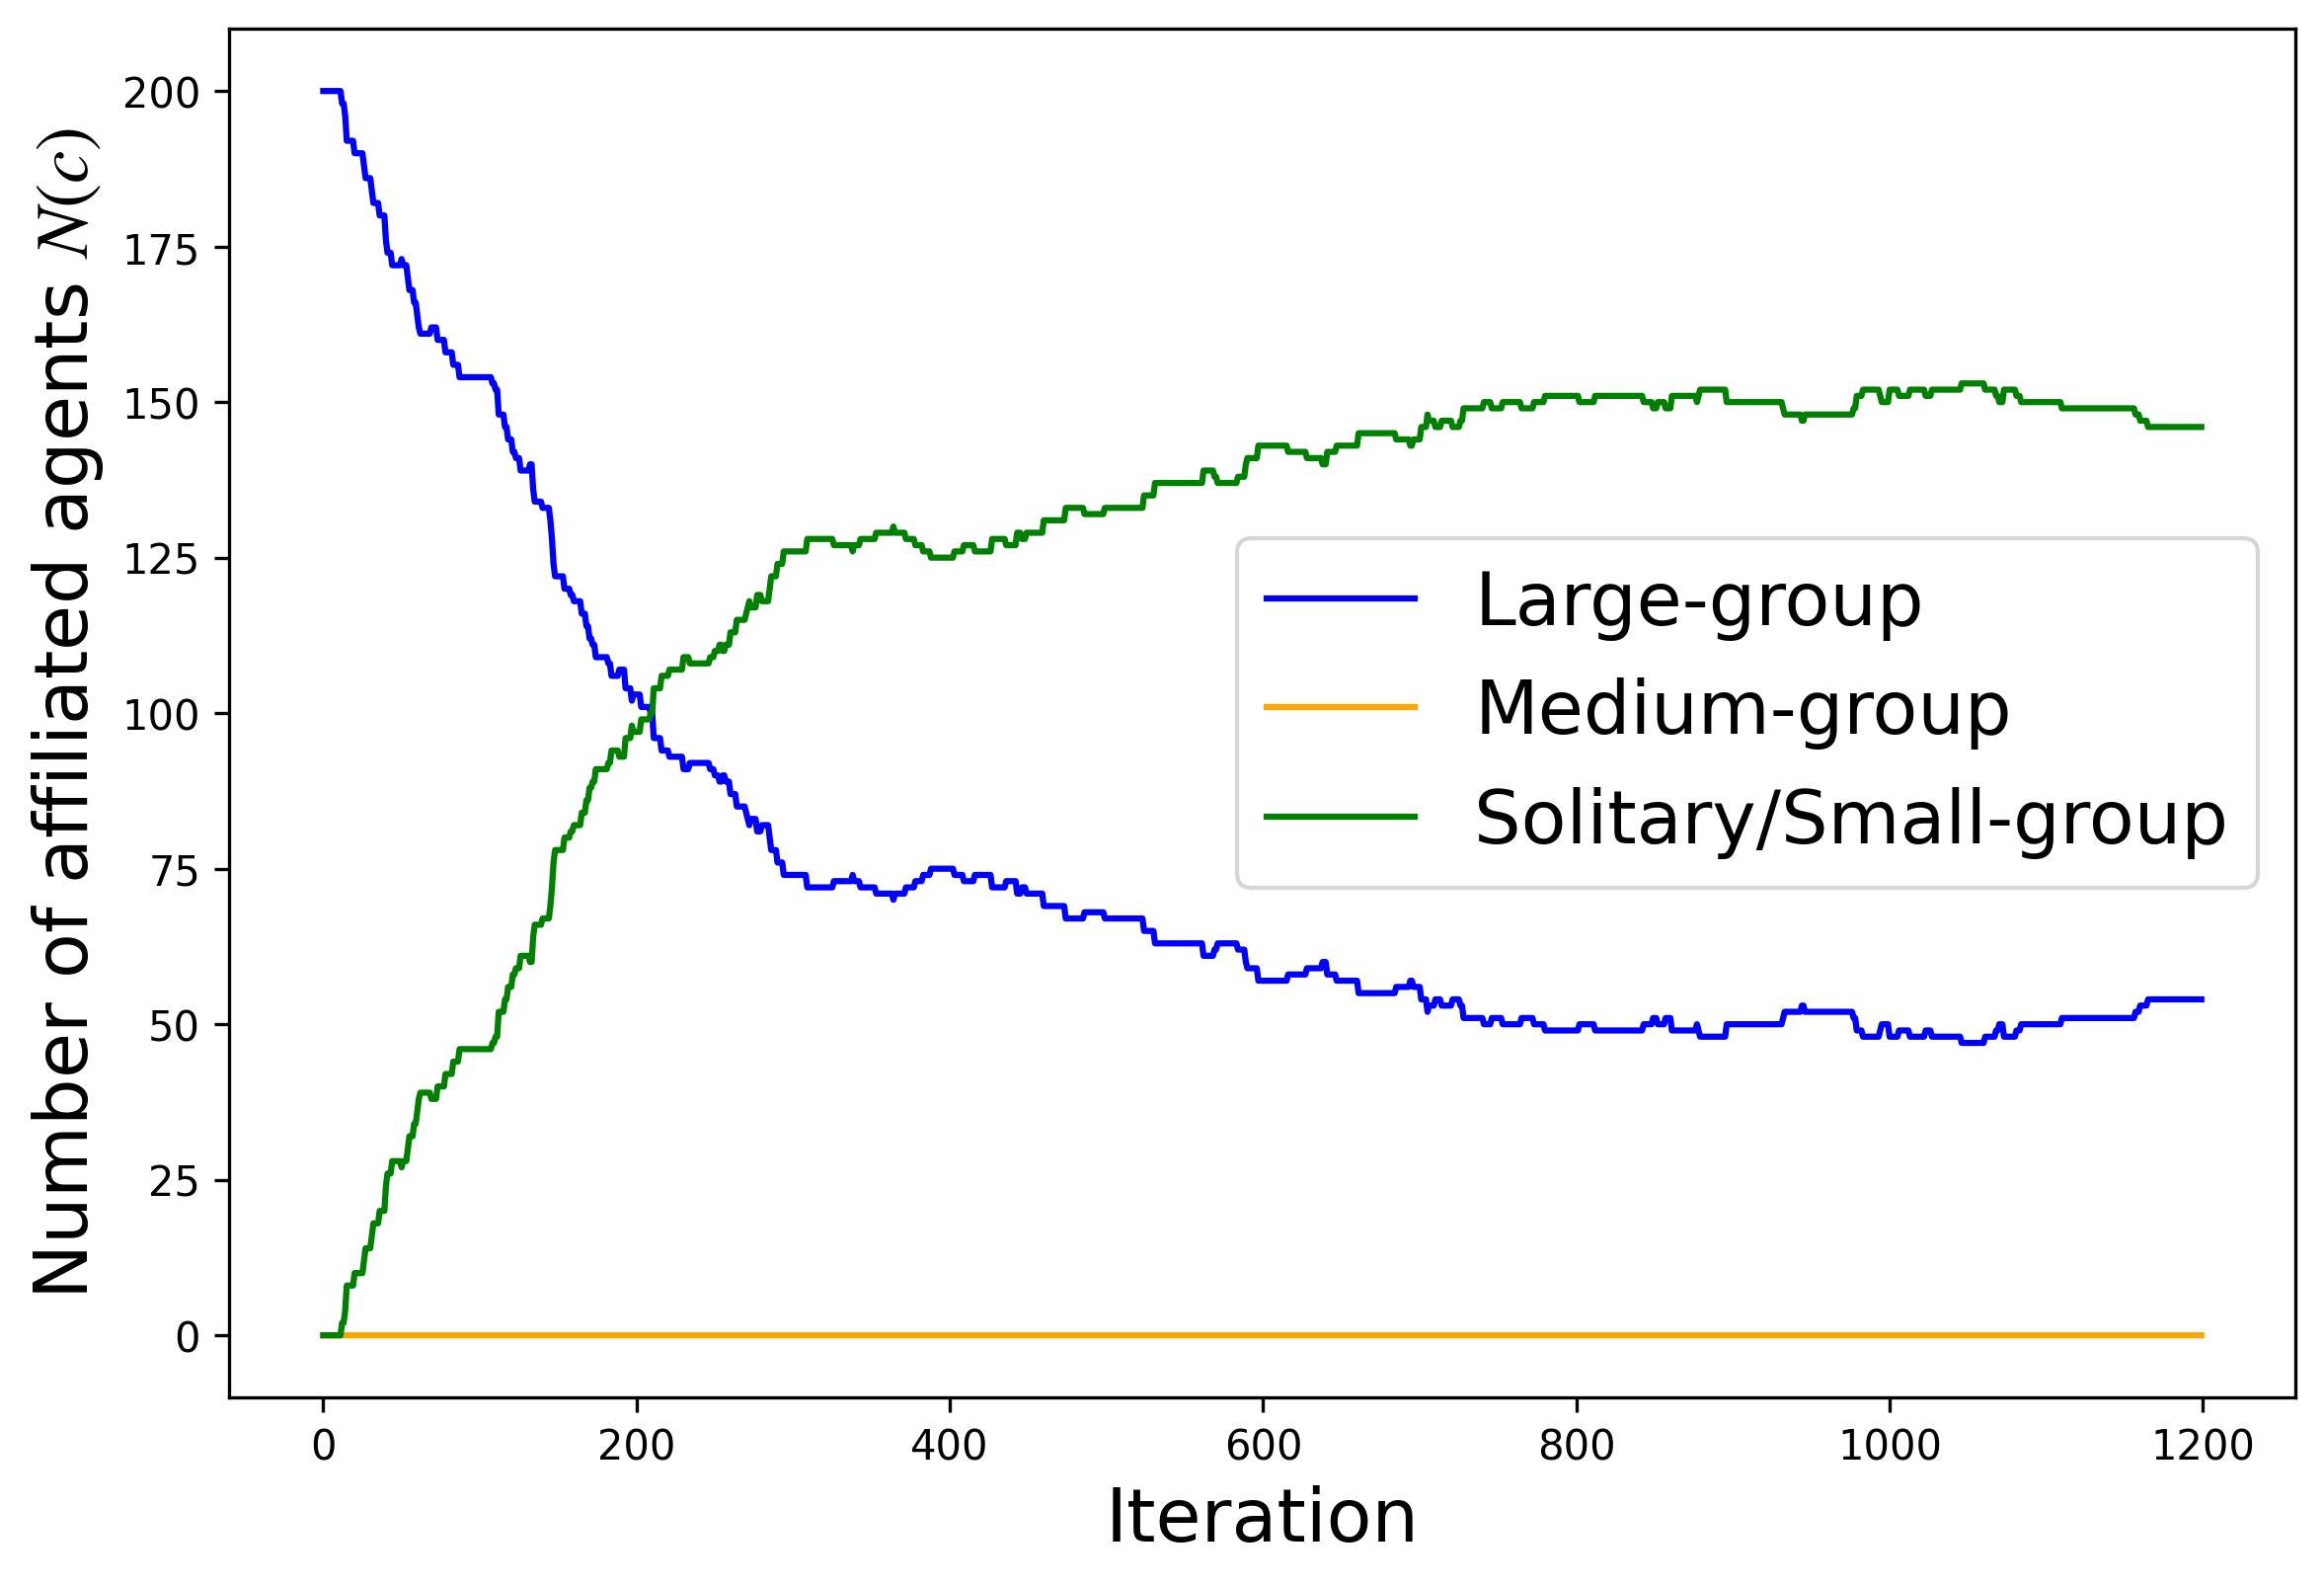 Number of affiliated agents N(c)
200
175
150
125
100
75
50
25
0
Large-group
Medium-group
Solitary/Small-group
0 200 400 600 800 1000 1200
Iteration